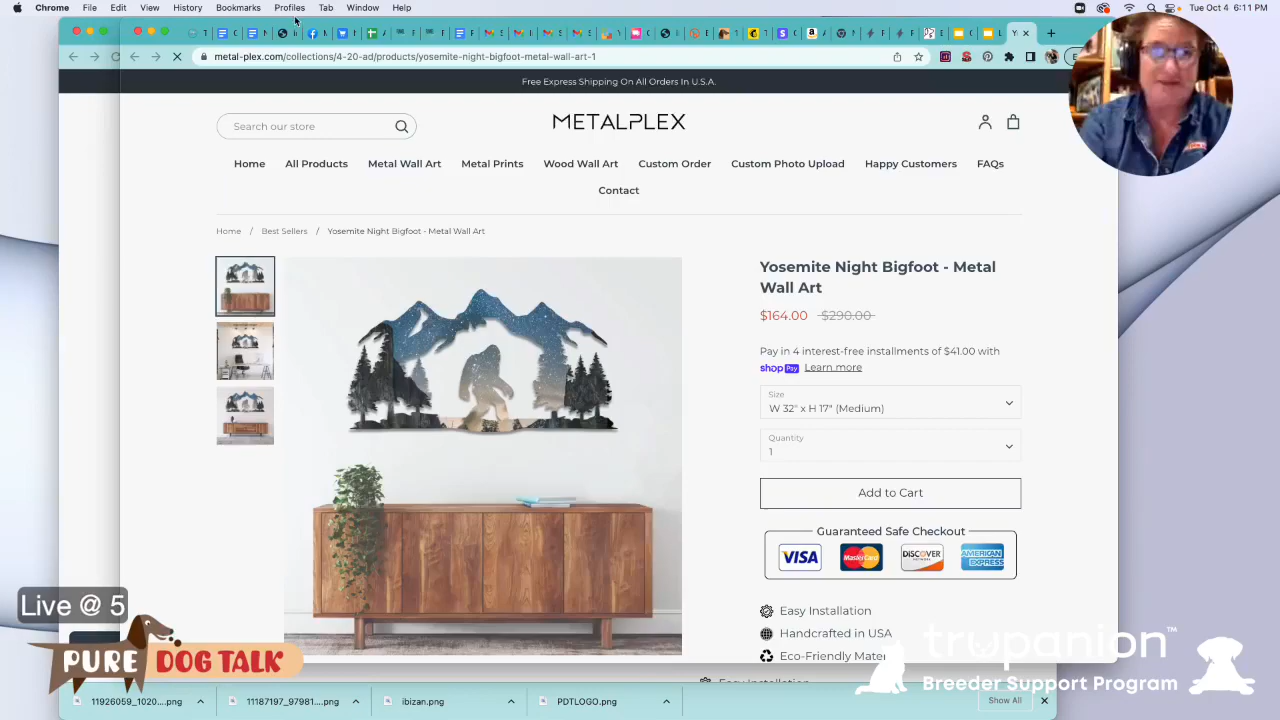 Chrome File Edit View History Bookmarks Profiles Tab Window Help
Tue Oct 4 6:11 PM
metal-plex.com/collections/4-20-ad/products/yosemite-night-bigfoot-metal-wall-art-1
Free Express Shipping On All Orders In U.S.A.
Search our store
METALPLEX
Home All Products Metal Wall Art Metal Prints Wood Wall Art Custom Order Custom Photo Upload Happy Customers FAQs
Contact
Home / Best Sellers / Yosemite Night Bigfoot - Metal Wall Art
Yosemite Night Bigfoot - Metal
Wall Art
$164.00 $290.00
Pay in 4 interest-free installments of $41.00 with
shop Pay Learn more
Size
W 32" x H 17" (Medium)
Quantity
1
Add to Cart
Guaranteed Safe Checkout
VISA MasterCard DISCOVER AMERICAN EXPRESS
Easy Installation
Handcrafted in USA
Eco-Friendly Mater
Live @ 5
PURE DOG TALK
trupanion™
Breeder Support Program
11926059_1020....png
11187197_97981....png
ibizan.png
PDTLOGO.png
Show All